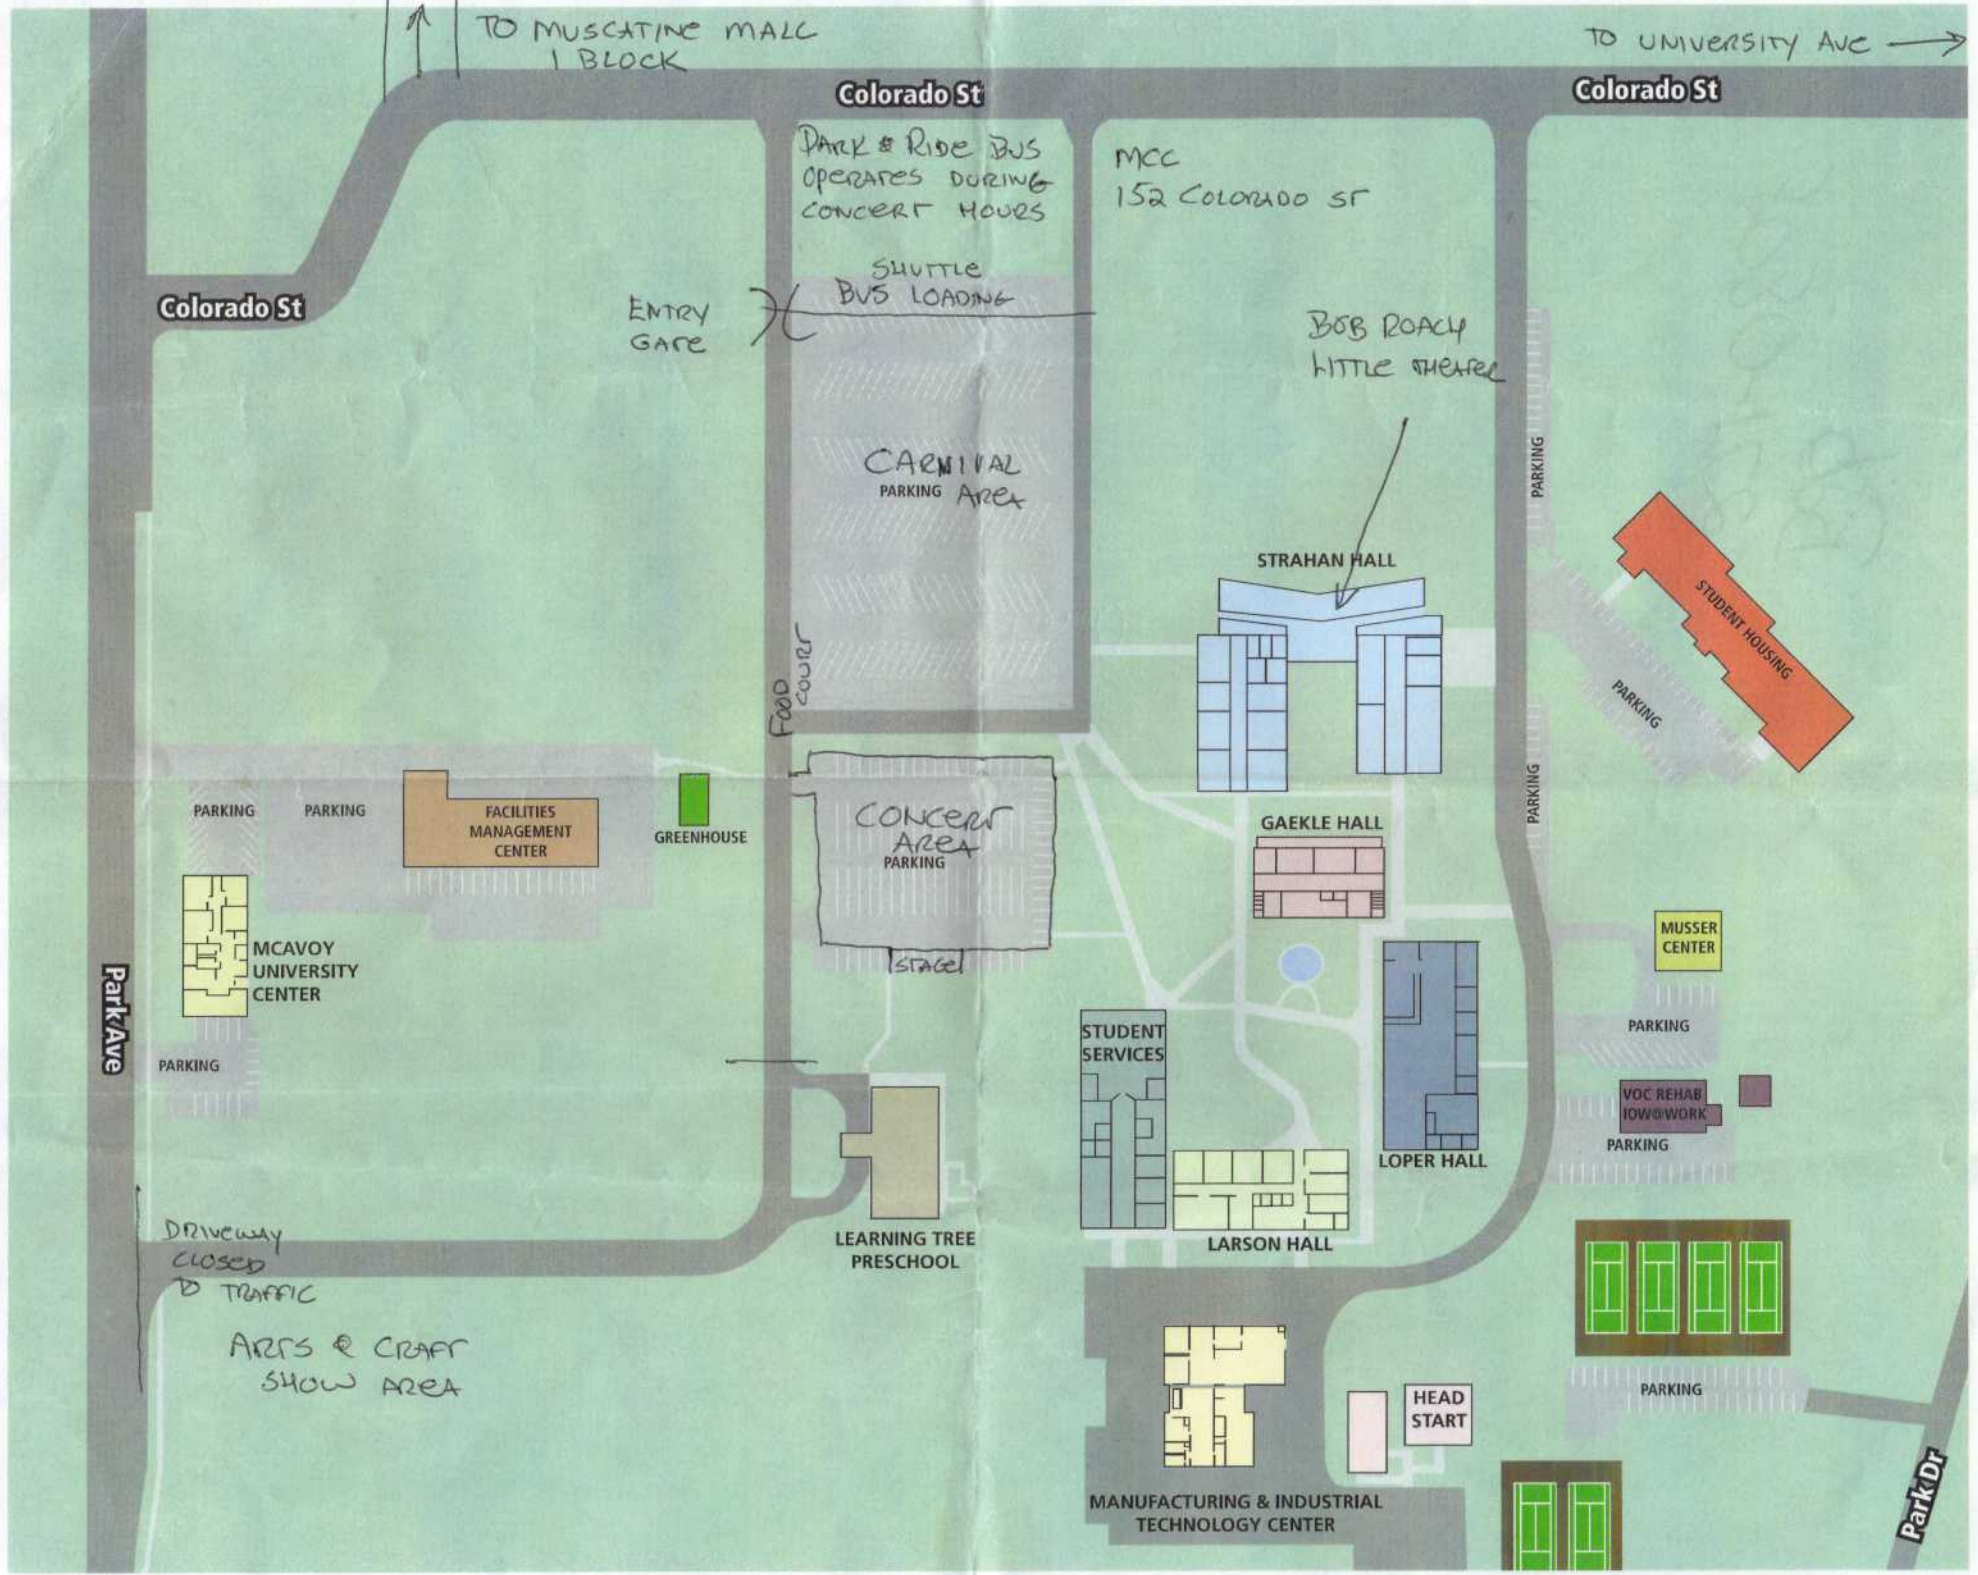 TO MUSCATINE MALL
1 BLOCK
TO UNIVERSITY AVE
Colorado St
Colorado St
PARK & RIDE BUS
OPERATES DURING
CONCERT HOURS
MCC
152 COLORADO ST
SHUTTLE
BUS LOADING
Colorado St
ENTRY
GATE
BOB ROACH
LITTLE THEATER
CARNIVAL
PARKING AREA
PARKING
STRAHAN HALL
STUDENT HOUSING
PARKING
FOOD
COURT
PARKING
PARKING
PARKING
FACILITIES
MANAGEMENT
CENTER
GREENHOUSE
CONCERT
AREA
PARKING
GAEKLE HALL
MCAVOY
UNIVERSITY
CENTER
STAGE
MUSSER
CENTER
Park Ave
PARKING
STUDENT
SERVICES
PARKING
VOC REHAB
IOW@WORK
PARKING
LOPER HALL
LEARNING TREE
PRESCHOOL
LARSON HALL
DRIVEWAY
CLOSED
TO TRAFFIC
ARTS & CRAFT
SHOW AREA
PARKING
HEAD
START
MANUFACTURING & INDUSTRIAL
TECHNOLOGY CENTER
Park Dr